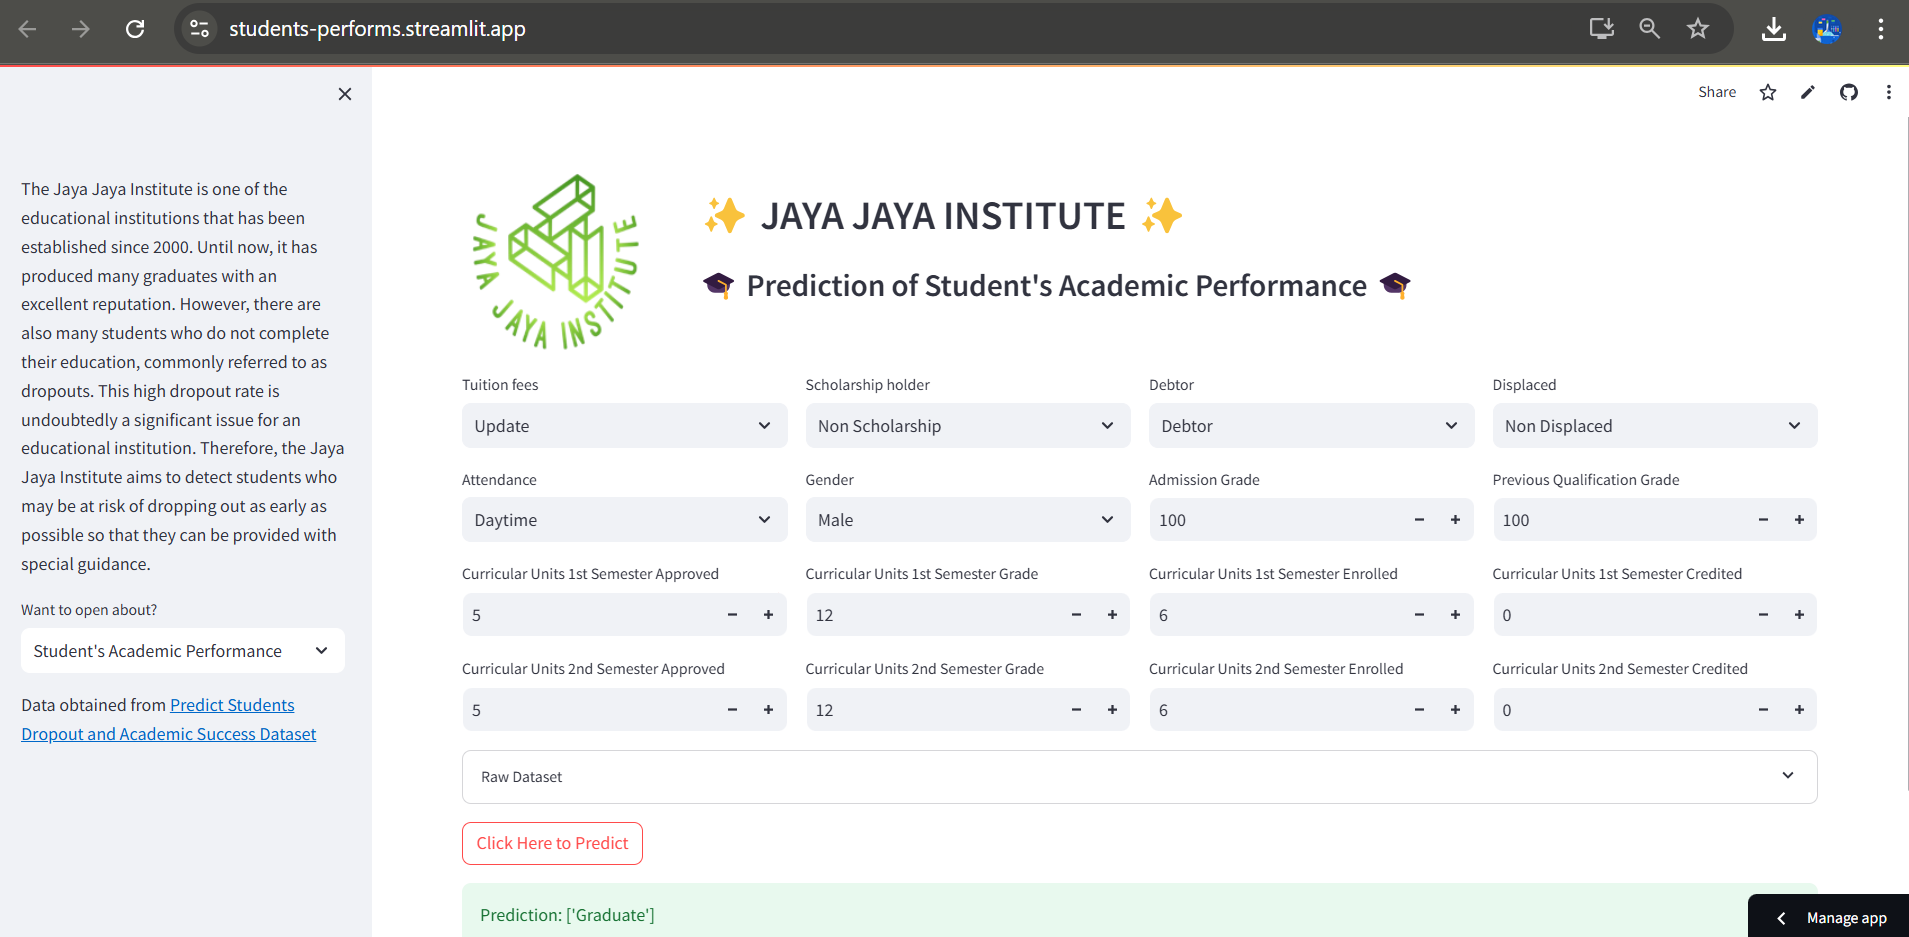 students-performs.streamlit.app
Share
The Jaya Jaya Institute is one of the
educational institutions that has been
established since 2000. Until now, it has
produced many graduates with an
excellent reputation. However, there are
also many students who do not complete
their education, commonly referred to as
dropouts. This high dropout rate is
undoubtedly a significant issue for an
educational institution. Therefore, the Jaya
Jaya Institute aims to detect students who
may be at risk of dropping out as early as
possible so that they can be provided with
special guidance.
Want to open about?
Student's Academic Performance
Data obtained from Predict Students
Dropout and Academic Success Dataset
JAYA JAYA INSTITUTE
JAYA JAYA INSTITUTE
Prediction of Student's Academic Performance
Tuition fees Scholarship holder Debtor Displaced
Update Non Scholarship Debtor Non Displaced
Attendance Gender Admission Grade Previous Qualification Grade
Daytime Male 100 100
Curricular Units 1st Semester Approved Curricular Units 1st Semester Grade Curricular Units 1st Semester Enrolled Curricular Units 1st Semester Credited
5 12 6 0
Curricular Units 2nd Semester Approved Curricular Units 2nd Semester Grade Curricular Units 2nd Semester Enrolled Curricular Units 2nd Semester Credited
5 12 6 0
Raw Dataset
Click Here to Predict
Prediction: ['Graduate']
Manage app